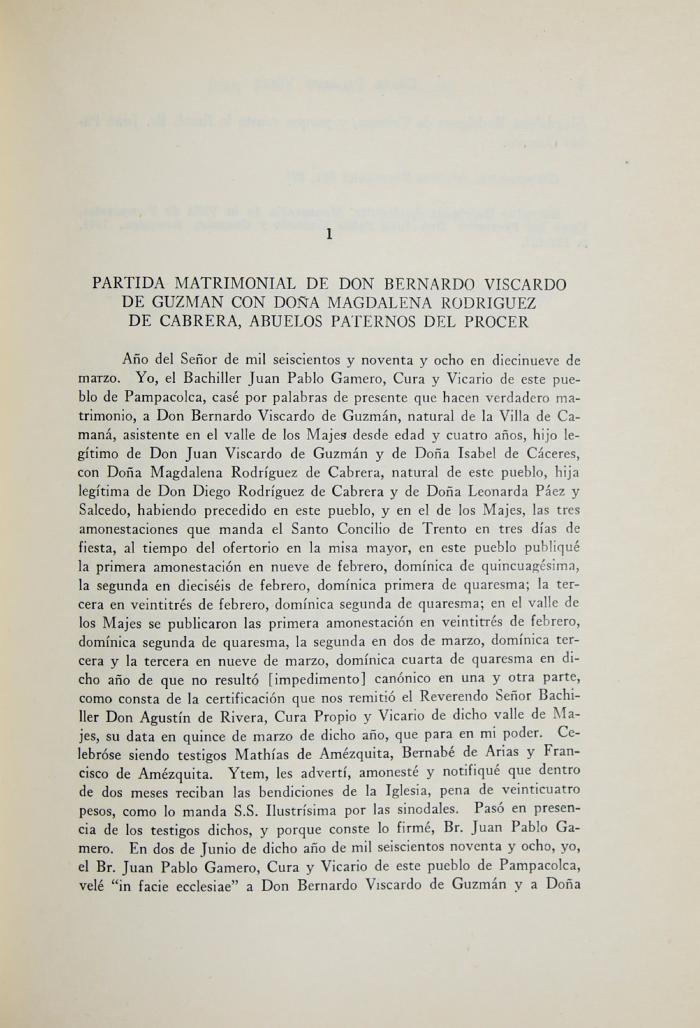 1
PARTIDA MATRIMONIAL DE DON BERNARDO VISCARDO
DE GUZMAN CON DOÑA MAGDALENA RODRIGUEZ
DE CABRERA, ABUELOS PATERNOS DEL PROCER
Año del Señor de mil seiscientos y noventa y ocho en diecinueve de
marzo. Yo, el Bachiller Juan Pablo Gamero, Cura y Vicario de este pue-
blo de Pampacolca, casé por palabras de presente que hacen verdadero ma-
trimonio, a Don Bernardo Viscardo de Guzmán, natural de la Villa de Ca-
maná, asistente en el valle de los Majes desde edad y cuatro años, hijo le-
gítimo de Don Juan Viscardo de Guzmán y de Doña Isabel de Cáceres,
con Doña Magdalena Rodríguez de Cabrera, natural de este pueblo, hija
legítima de Don Diego Rodríguez de Cabrera y de Doña Leonarda Páez y
Salcedo, habiendo precedido en este pueblo, y en el de los Majes, las tres
amonestaciones que manda el Santo Concilio de Trento en tres días de
fiesta, al tiempo del ofertorio en la misa mayor, en este pueblo publiqué
la primera amonestación en nueve de febrero, domínica de quincuagésima,
la segunda en dieciséis de febrero, domínica primera de quaresma; la ter-
cera en veintitrés de febrero, domínica segunda de quaresma; en el valle de
los Majes se publicaron las primera amonestación en veintitrés de febrero,
domínica segunda de quaresma, la segunda en dos de marzo, domínica ter-
cera y la tercera en nueve de marzo, domínica cuarta de quaresma en di-
cho año de que no resultó [impedimento] canónico en una y otra parte,
como consta de la certificación que nos remitió el Reverendo Señor Bachi-
ller Don Agustín de Rivera, Cura Propio y Vicario de dicho valle de Ma-
jes, su data en quince de marzo de dicho año, que para en mi poder. Ce-
lebróse siendo testigos Mathías de Amézquita, Bernabé de Arias y Fran-
cisco de Amézquita. Ytem, les advertí, amonesté y notifiqué que dentro
de dos meses reciban las bendiciones de la Iglesia, pena de veinticuatro
pesos, como lo manda S.S. Ilustrísima por las sinodales. Pasó en presen-
cia de los testigos dichos, y porque conste lo firmé, Br. Juan Pablo Ga-
mero. En dos de Junio de dicho año de mil seiscientos noventa y ocho, yo,
el Br. Juan Pablo Gamero, Cura y Vicario de este pueblo de Pampacolca,
velé “in facie ecclesiae” a Don Bernardo Viscardo de Guzmán y a Doña